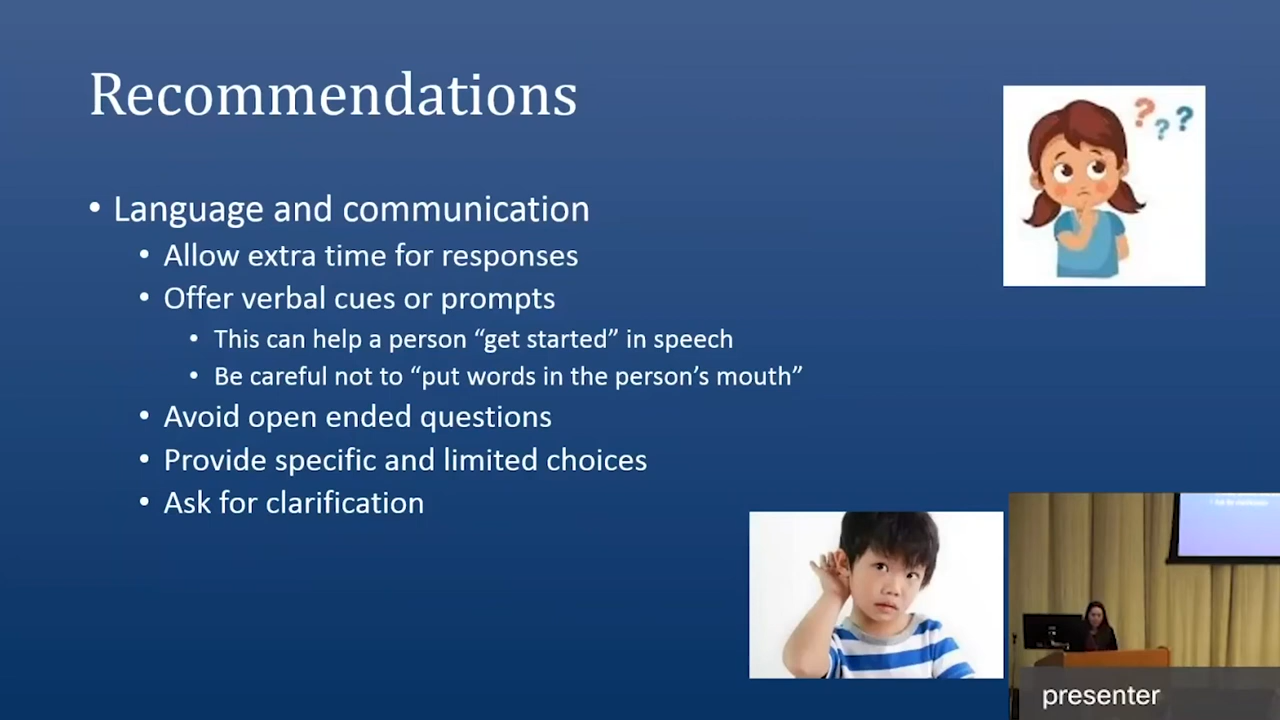 Recommendations
• Language and communication
• Allow extra time for responses
• Offer verbal cues or prompts
• This can help a person “get started” in speech
• Be careful not to “put words in the person’s mouth”
• Avoid open ended questions
• Provide specific and limited choices
• Ask for clarification
? ? ?
presenter